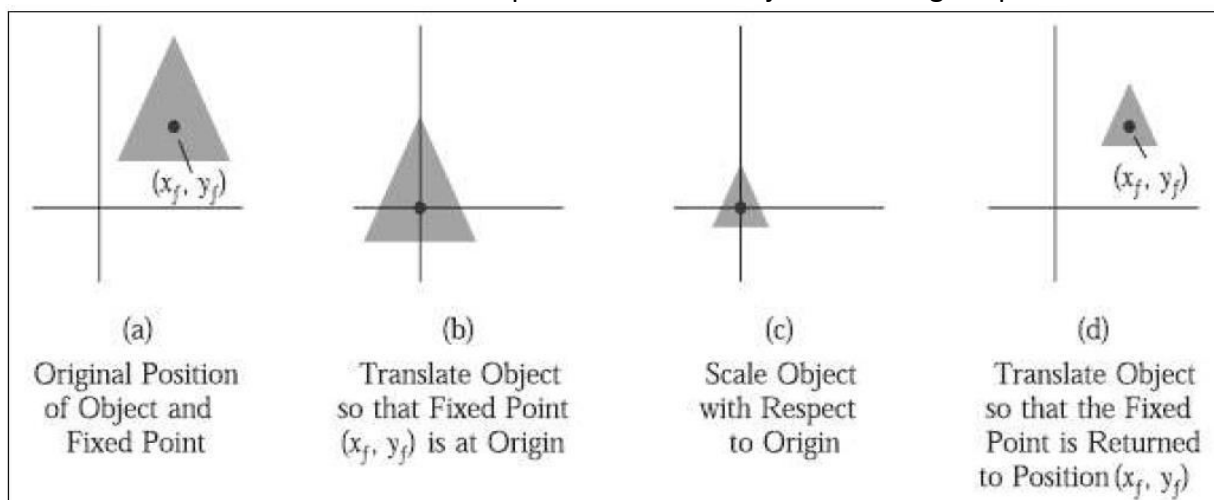 (x_f, y_f)
(x_f, y_f)
(a)
Original Position
of Object and
Fixed Point
(b)
Translate Object
so that Fixed Point
(x_f, y_f) is at Origin
(c)
Scale Object
with Respect
to Origin
(d)
Translate Object
so that the Fixed
Point is Returned
to Position (x_f, y_f)